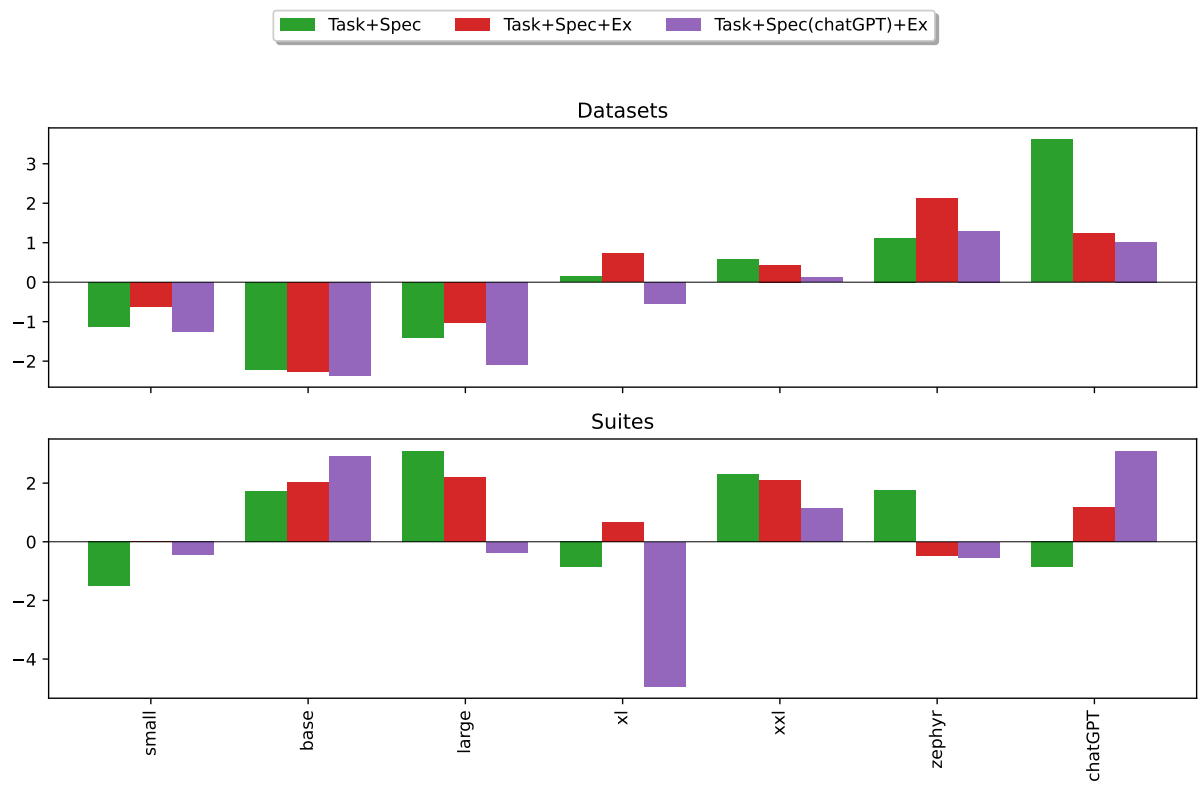 Task+Spec Task+Spec+Ex Task+Spec(chatGPT)+Ex
Datasets
3
2
1
0
−1
−2
Suites
2
0
−2
−4
small base large xl xxl zephyr chatGPT